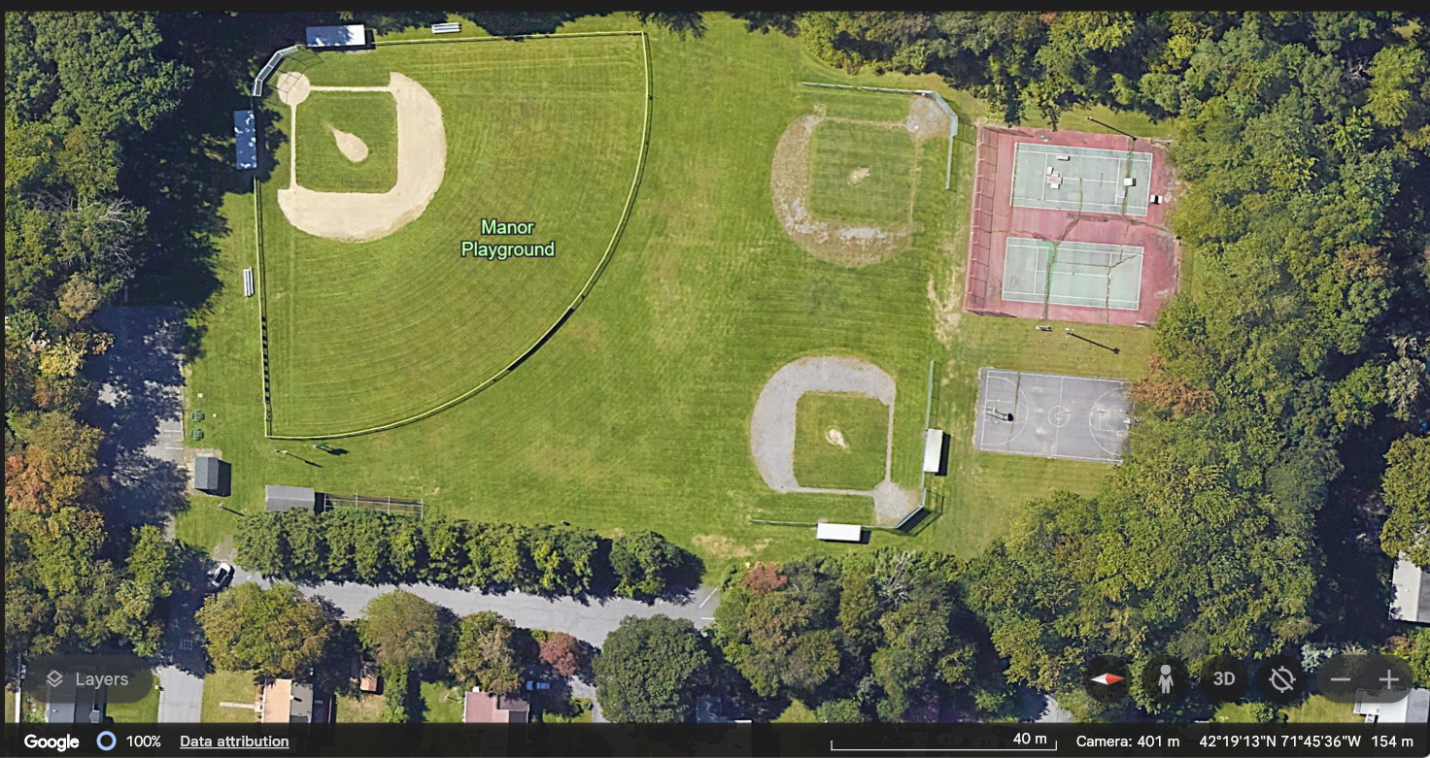 Manor
Playground
Layers
3D
Google
100%
Data attribution
40 m
Camera: 401 m
42°19'13"N 71°45'36"W
154 m